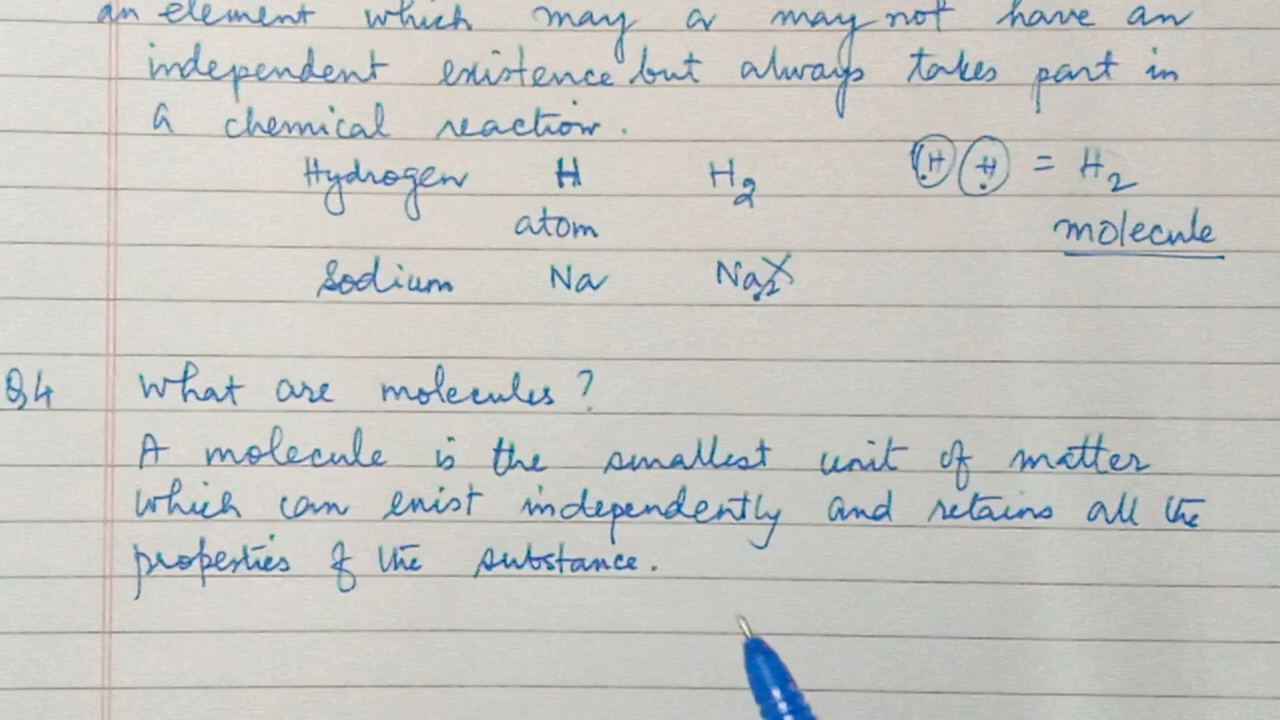 an element which may or may not have an
independent existence but always takes part in
a chemical reaction.
Hydrogen H H2 (H)(H) = H2
atom molecule
Sodium Na Na2X
Q4 What are molecules?
A molecule is the smallest unit of matter
which can exist independently and retains all the
properties of the substance.